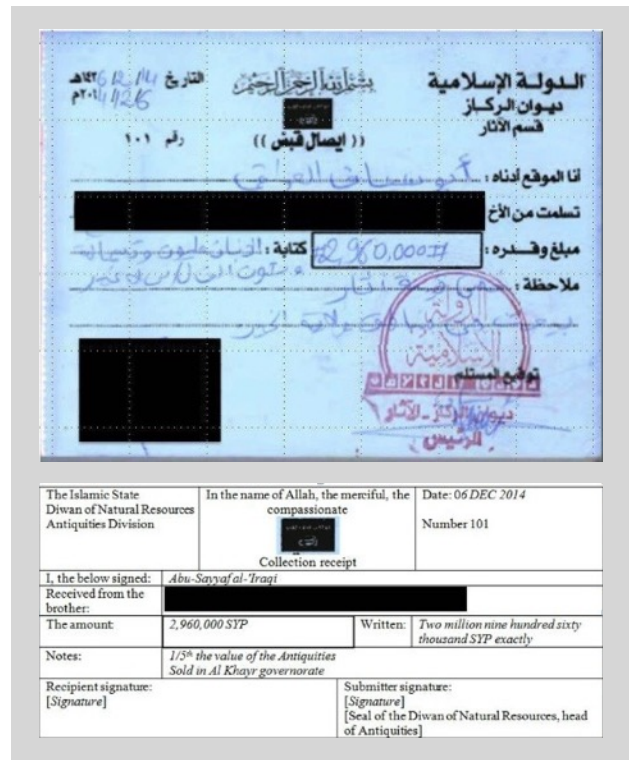 الدولة الإسلامية
ديوان الركاز
قسم الآثار
بسم الله الرحمن الرحيم
(( ايصال قبض ))
التاريخ
رقم ١٠١
أنا الموقع أدناه : أبو سياف العراقي
تسلمت من الأخ
مبلغ وقدره : #2,960,000# كتابة :
ملاحظة :
توقيع المستلم
الدولة
الإسلامية
ديوان الركاز - الآثار
الرئيس
The Islamic State
Diwan of Natural Resources
Antiquities Division
In the name of Allah, the merciful, the
compassionate
Collection receipt
Date: 06 DEC 2014
Number 101
I, the below signed: Abu-Sayyaf al-'Iraqi
Received from the
brother:
The amount: 2,960,000 SYP
Written: Two million nine hundred sixty
thousand SYP exactly
Notes: 1/5th the value of the Antiquities
Sold in Al Khayr governorate
Recipient signature:
[Signature]
Submitter signature:
[Signature]
[Seal of the Diwan of Natural Resources, head
of Antiquities]